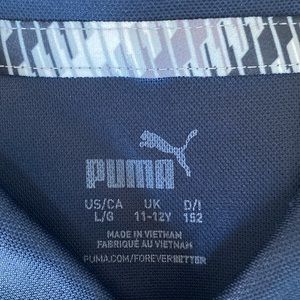 PUMA
US/CA UK D/I
L/G 11-12Y 152
MADE IN VIETNAM
FABRIQUÉ AU VIETNAM
PUMA.COM/FOREVERBETTER